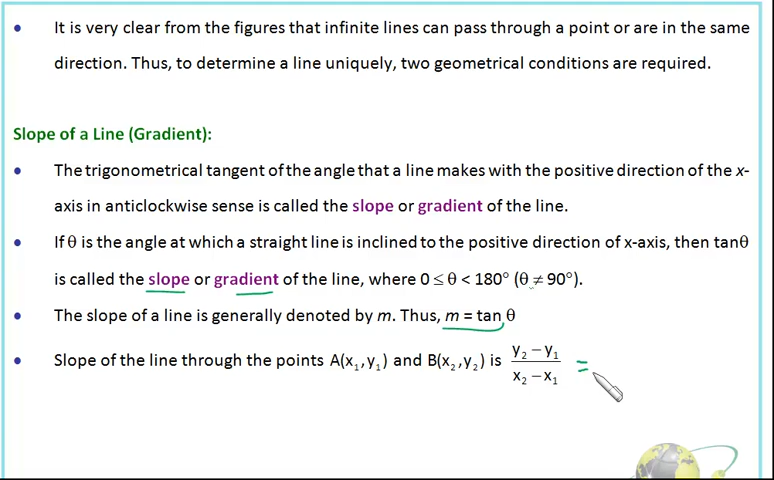 • It is very clear from the figures that infinite lines can pass through a point or are in the same
direction. Thus, to determine a line uniquely, two geometrical conditions are required.
Slope of a Line (Gradient):
• The trigonometrical tangent of the angle that a line makes with the positive direction of the x-
axis in anticlockwise sense is called the slope or gradient of the line.
• If θ is the angle at which a straight line is inclined to the positive direction of x-axis, then tanθ
is called the slope or gradient of the line, where 0 ≤ θ < 180° (θ ≠ 90°).
• The slope of a line is generally denoted by m. Thus, m = tan θ
• Slope of the line through the points A(x₁,y₁) and B(x₂,y₂) is y₂ − y₁ / x₂ − x₁ =